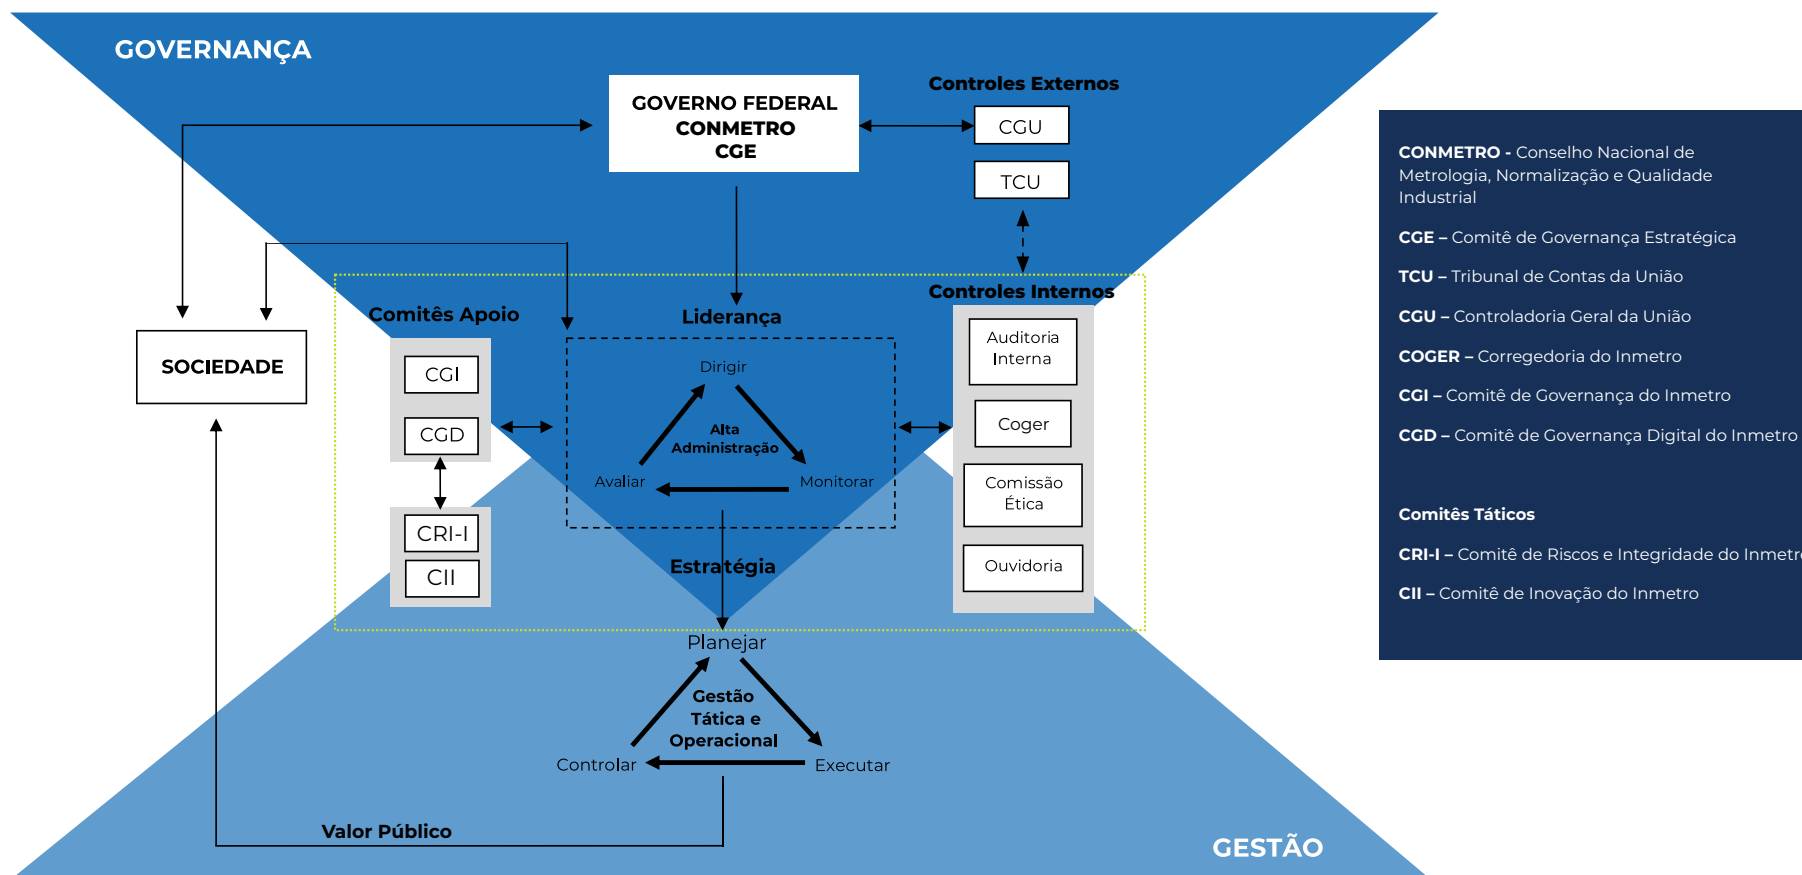 GOVERNANÇA
Controles Externos
GOVERNO FEDERAL
CONMETRO
CGE
CGU
TCU
Controles Internos
Comitês Apoio
Liderança
SOCIEDADE
CGI
CGD
CRI-I
CII
Dirigir
Alta
Administração
Avaliar
Monitorar
Auditoria
Interna
Coger
Comissão
Ética
Ouvidoria
Estratégia
Planejar
Gestão
Tática e
Operacional
Controlar
Executar
Valor Público
GESTÃO
CONMETRO - Conselho Nacional de
Metrologia, Normalização e Qualidade
Industrial
CGE – Comitê de Governança Estratégica
TCU – Tribunal de Contas da União
CGU – Controladoria Geral da União
COGER – Corregedoria do Inmetro
CGI – Comitê de Governança do Inmetro
CGD – Comitê de Governança Digital do Inmetro
Comitês Táticos
CRI-I – Comitê de Riscos e Integridade do Inmetro
CII – Comitê de Inovação do Inmetro